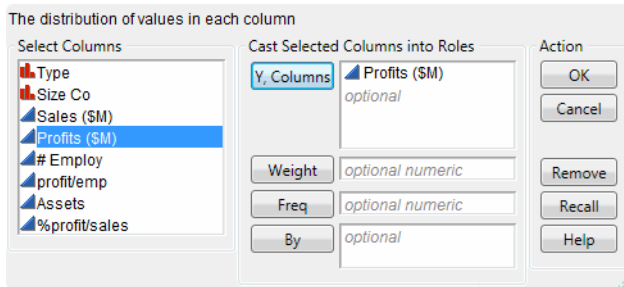 The distribution of values in each column
Select Columns
Type
Size Co
Sales ($M)
Profits ($M)
# Employ
profit/emp
Assets
%profit/sales
Cast Selected Columns into Roles
Y, Columns
Profits ($M)
optional
Weight
optional numeric
Freq
optional numeric
By
optional
Action
OK
Cancel
Remove
Recall
Help